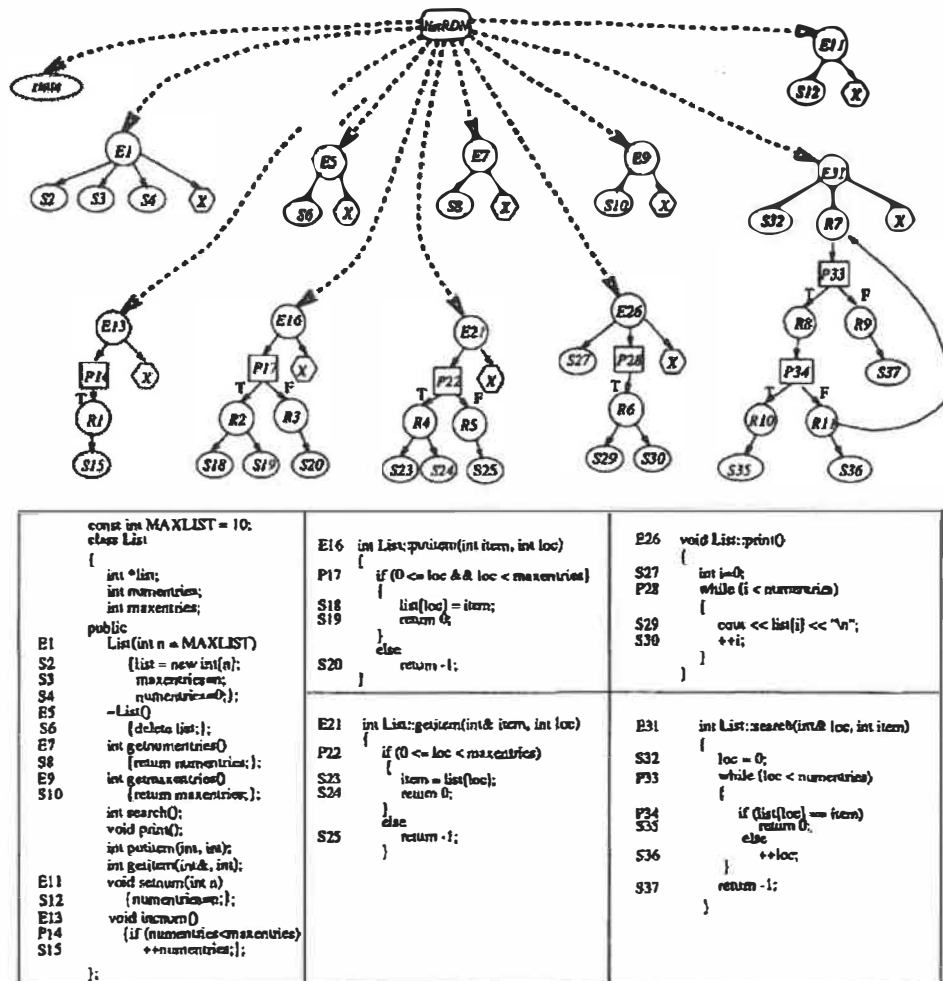 E11
S12 X
E1
S2 S3 S4 X
E5
S6 X
E7
S8 X
E9
S10 X
E31
S32 R7 X
P33
T F
R8 R9
P34 S37
T F
R10 R11
S35 S36
E13
P14 X
T
R1
S15
E16
P17 X
T F
R2 R3
S18 S19 S20
E21
P22 X
T F
R4 R5
S23 S24 S25
E26
S27 P28 X
T
R6
S29 S30
const int MAXLIST = 10;
class List
{
int *list;
int numentries;
int maxentries;
public
E1 List(int n = MAXLIST)
S2 {list = new int[n];
S3 maxentries=n;
S4 numentries=0;};
E5 ~List()
S6 {delete list;};
E7 int getnumentries()
S8 {return numentries;};
E9 int getmaxentries()
S10 {return maxentries;};
int search();
void print();
int putitem(int, int);
int getitem(int&, int);
E11 void setnum(int n)
S12 {numentries=n;};
E13 void incnum()
P14 {if (numentries<maxentries)
S15 ++numentries;};
};
E16 int List::putitem(int item, int loc)
{
P17 if (0 <= loc && loc < maxentries)
{
S18 list[loc] = item;
S19 return 0;
}
else
S20 return -1;
}
E21 int List::getitem(int& item, int loc)
{
P22 if (0 <= loc < maxentries)
{
S23 item = list[loc];
S24 return 0;
}
else
S25 return -1;
}
E26 void List::print()
{
S27 int i=0;
P28 while (i < numentries)
{
S29 cout << list[i] << "\n";
S30 ++i;
}
}
E31 int List::search(int& loc, int item)
{
S32 loc = 0;
P33 while (loc < numentries)
{
P34 if (list[loc] == item)
S35 return 0;
else
S36 ++loc;
}
S37 return -1;
}